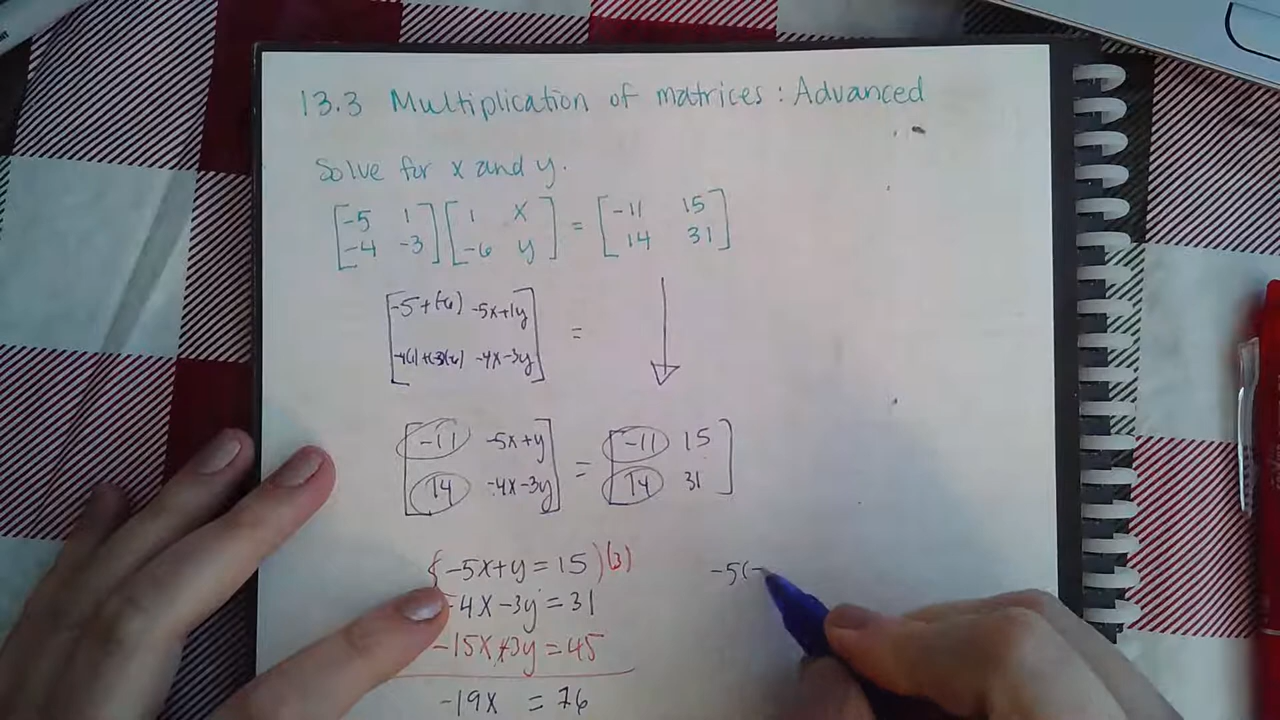 13.3 Multiplication of matrices: Advanced
Solve for x and y.
[-5 1] [1 x] = [-11 15]
[-4 -3] [-6 y] [14 31]
[-5+(-6) -5x+1y] =
[-4(1)+(-3)(-6) -4x-3y]
[-11 -5x+y] = [-11 15]
[14 -4x-3y] [14 31]
(-5x+y=15)(3)
-4x-3y=31
-15x+3y=45
-19x = 76
-5(-